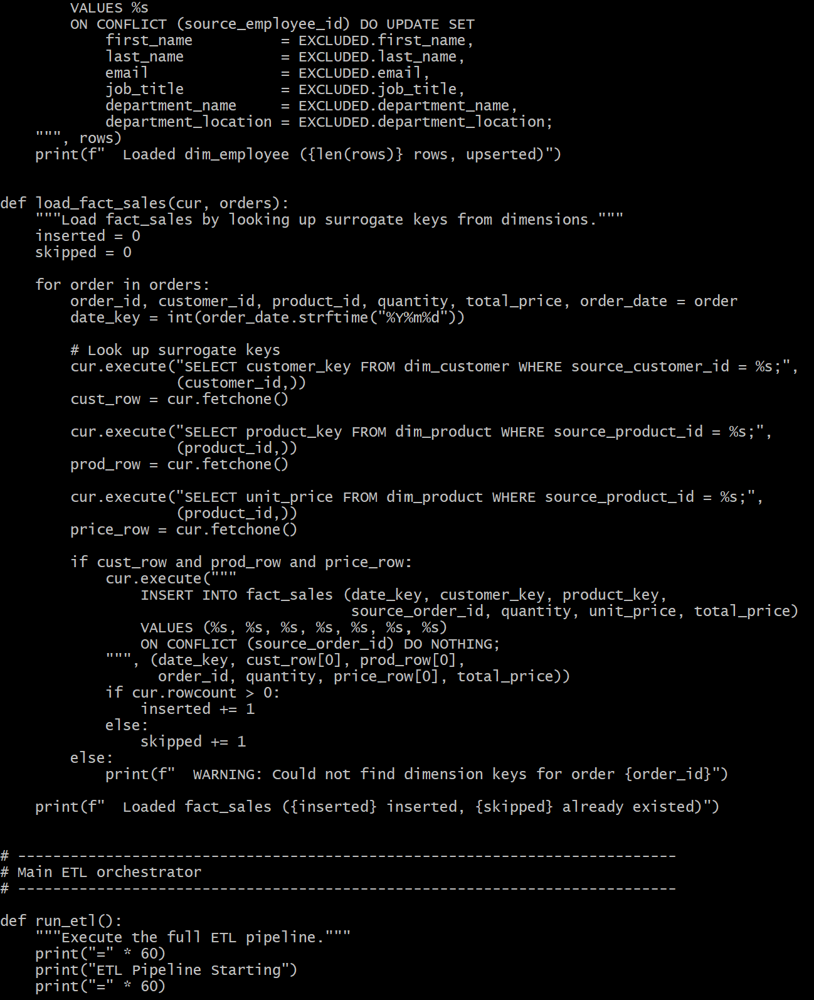 VALUES %s
        ON CONFLICT (source_employee_id) DO UPDATE SET
            first_name          = EXCLUDED.first_name,
            last_name           = EXCLUDED.last_name,
            email               = EXCLUDED.email,
            job_title           = EXCLUDED.job_title,
            department_name     = EXCLUDED.department_name,
            department_location = EXCLUDED.department_location;
    """, rows)
    print(f"  Loaded dim_employee ({len(rows)} rows, upserted)")


def load_fact_sales(cur, orders):
    """Load fact_sales by looking up surrogate keys from dimensions."""
    inserted = 0
    skipped = 0

    for order in orders:
        order_id, customer_id, product_id, quantity, total_price, order_date = order
        date_key = int(order_date.strftime("%Y%m%d"))

        # Look up surrogate keys
        cur.execute("SELECT customer_key FROM dim_customer WHERE source_customer_id = %s;",
                    (customer_id,))
        cust_row = cur.fetchone()

        cur.execute("SELECT product_key FROM dim_product WHERE source_product_id = %s;",
                    (product_id,))
        prod_row = cur.fetchone()

        cur.execute("SELECT unit_price FROM dim_product WHERE source_product_id = %s;",
                    (product_id,))
        price_row = cur.fetchone()

        if cust_row and prod_row and price_row:
            cur.execute("""
                INSERT INTO fact_sales (date_key, customer_key, product_key,
                                        source_order_id, quantity, unit_price, total_price)
                VALUES (%s, %s, %s, %s, %s, %s, %s)
                ON CONFLICT (source_order_id) DO NOTHING;
            """, (date_key, cust_row[0], prod_row[0],
                  order_id, quantity, price_row[0], total_price))
            if cur.rowcount > 0:
                inserted += 1
            else:
                skipped += 1
        else:
            print(f"  WARNING: Could not find dimension keys for order {order_id}")

    print(f"  Loaded fact_sales ({inserted} inserted, {skipped} already existed)")


# ---------------------------------------------------------------------------
# Main ETL orchestrator
# ---------------------------------------------------------------------------

def run_etl():
    """Execute the full ETL pipeline."""
    print("=" * 60)
    print("ETL Pipeline Starting")
    print("=" * 60)